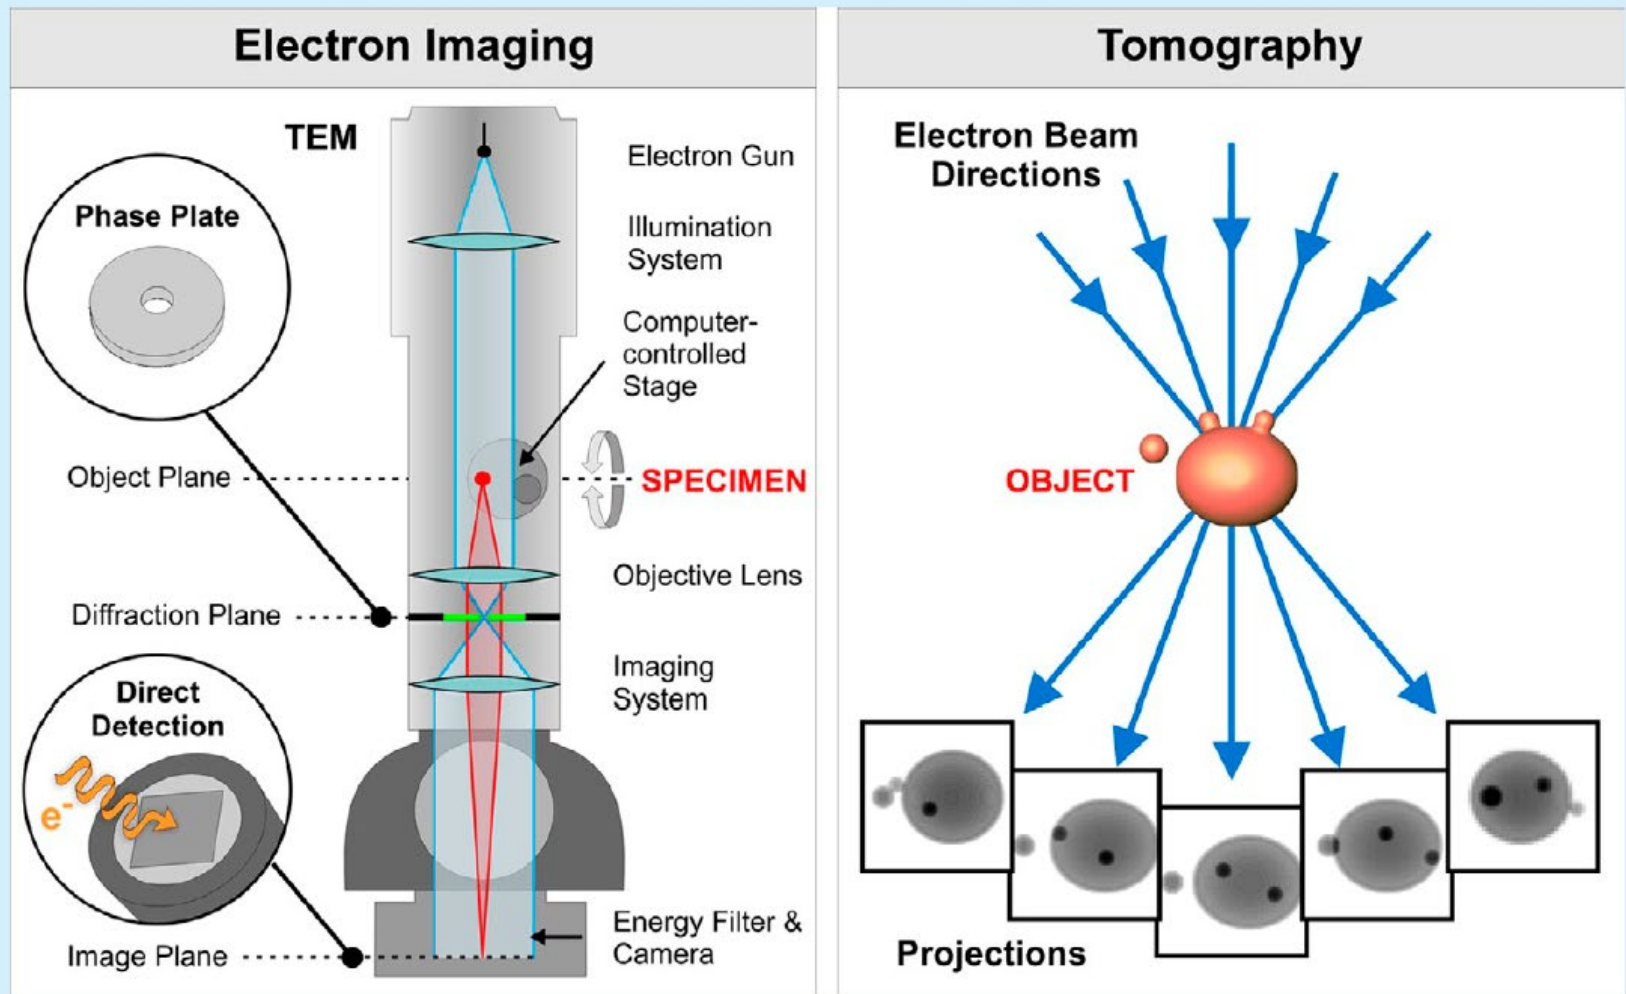 Electron Imaging
TEM
Electron Gun
Phase Plate
Illumination
System
Computer-
controlled
Stage
Object Plane
SPECIMEN
Objective Lens
Diffraction Plane
Imaging
System
Direct
Detection
e-
Energy Filter &
Camera
Image Plane
Tomography
Electron Beam
Directions
OBJECT
Projections